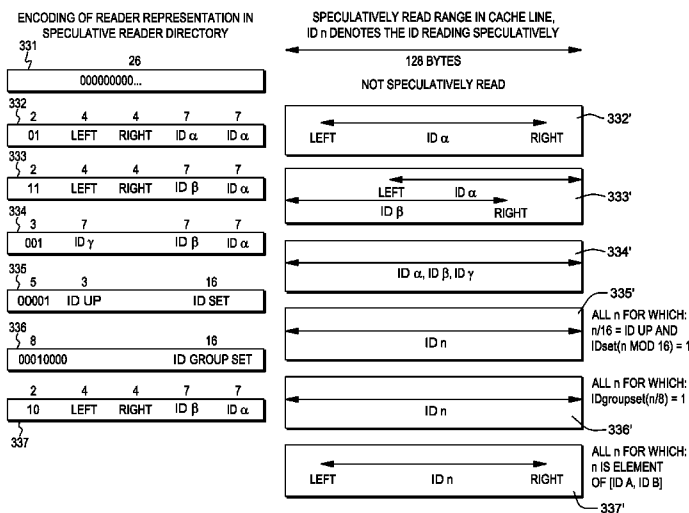 ENCODING OF READER REPRESENTATION IN
SPECULATIVE READER DIRECTORY
331
26
000000000...
332
2 4 4 7 7
01 LEFT RIGHT ID α ID α
333
2 4 4 7 7
11 LEFT RIGHT ID β ID α
334
3 7 7 7
001 ID γ ID β ID α
335
5 3 16
00001 ID UP ID SET
336
8 16
00010000 ID GROUP SET
2 4 4 7 7
10 LEFT RIGHT ID β ID α
337
SPECULATIVELY READ RANGE IN CACHE LINE,
ID n DENOTES THE ID READING SPECULATIVELY
128 BYTES
NOT SPECULATIVELY READ
332'
LEFT ID α RIGHT
333'
LEFT ID α
ID β RIGHT
334'
ID α, ID β, ID γ
335'
ID n
ALL n FOR WHICH:
n/16 = ID UP AND
IDset(n MOD 16) = 1
ID n
ALL n FOR WHICH:
IDgroupset(n/8) = 1
336'
LEFT ID n RIGHT
ALL n FOR WHICH:
n IS ELEMENT
OF [ID A, ID B]
337'